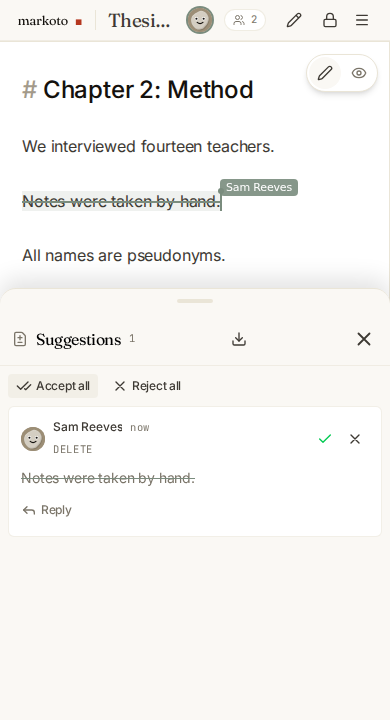 markoto
Thesi...
2
# Chapter 2: Method
We interviewed fourteen teachers.
Sam Reeves
Notes were taken by hand.
All names are pseudonyms.
Suggestions 1
Accept all
Reject all
Sam Reeves now
DELETE
Notes were taken by hand.
Reply